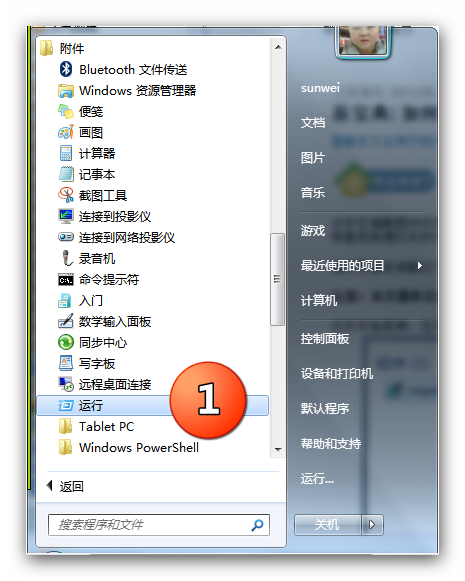 附件
Bluetooth 文件传送
Windows 资源管理器
便笺
画图
计算器
记事本
截图工具
连接到投影仪
连接到网络投影仪
录音机
命令提示符
入门
数学输入面板
同步中心
写字板
远程桌面连接
运行
1
Tablet PC
Windows PowerShell
返回
搜索程序和文件
sunwei
文档
图片
音乐
游戏
最近使用的项目
计算机
控制面板
设备和打印机
默认程序
帮助和支持
运行...
关机